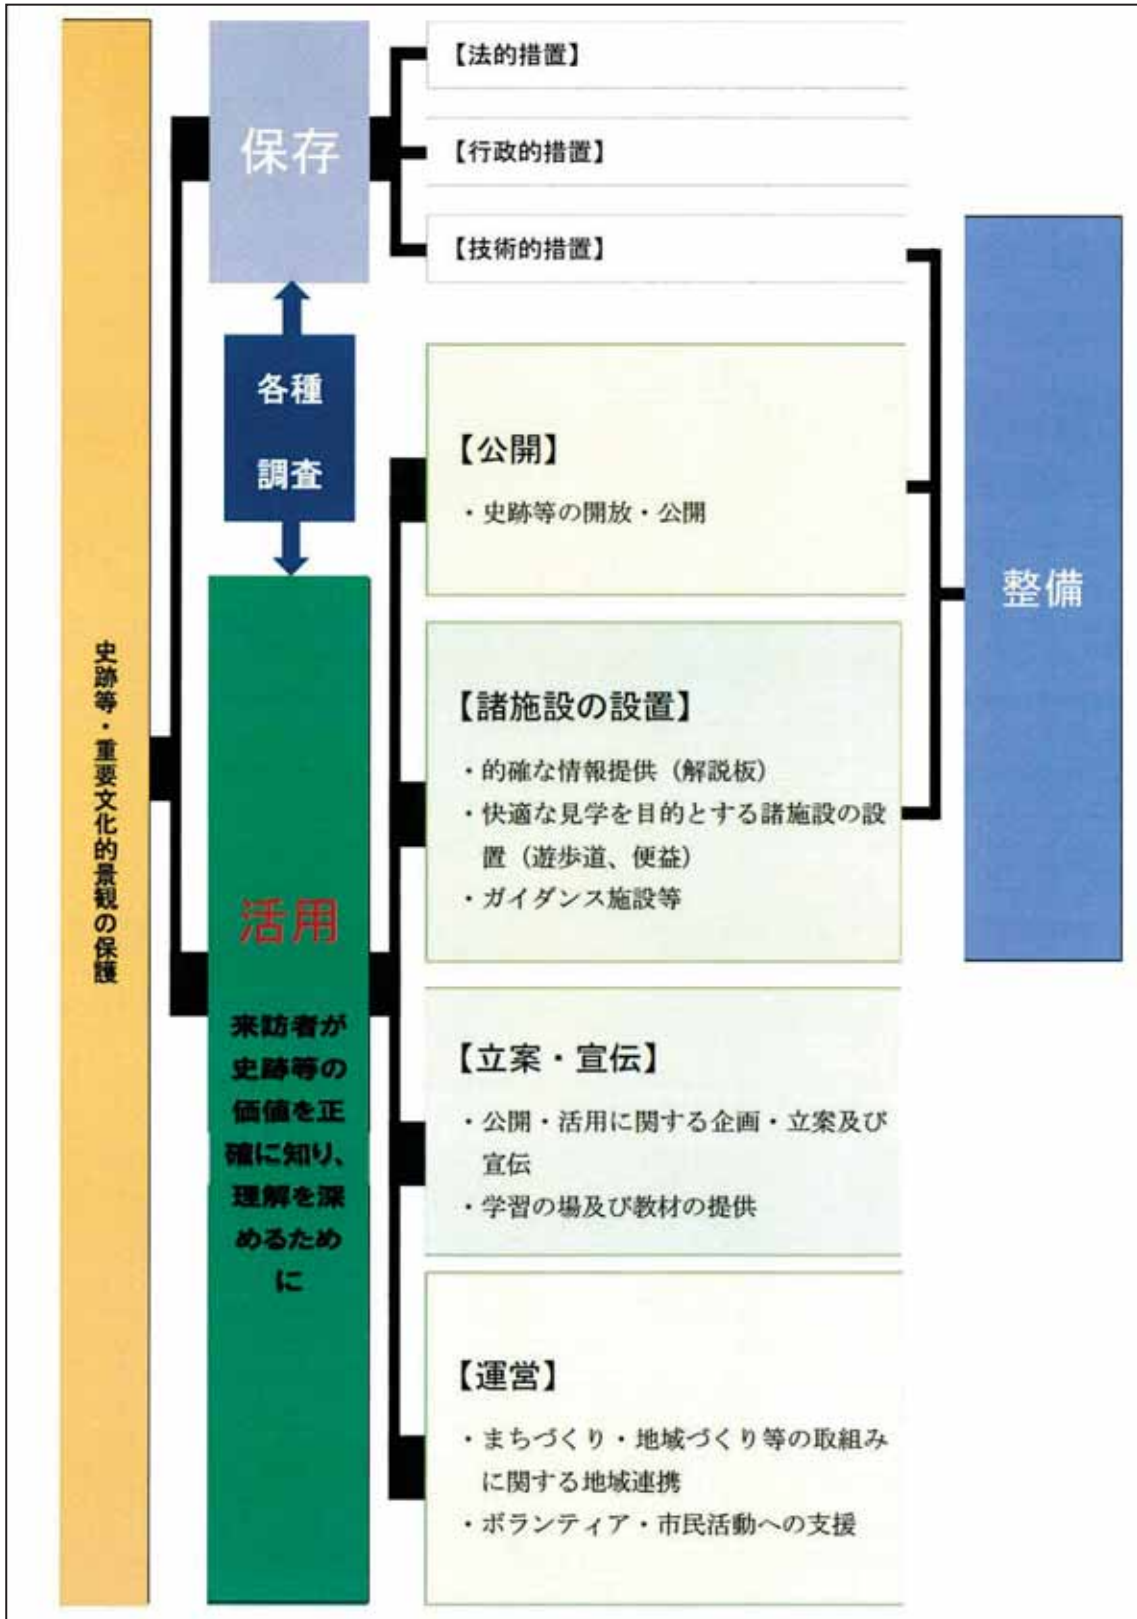 史跡等・重要文化的景観の保護
保存
【法的措置】
【行政的措置】
【技術的措置】
各種
調査
活用
来訪者が
史跡等の
価値を正
確に知り、
理解を深
めるため
に
【公開】
・史跡等の開放・公開
【諸施設の設置】
・的確な情報提供（解説板）
・快適な見学を目的とする諸施設の設
置（遊歩道、便益）
・ガイダンス施設等
【立案・宣伝】
・公開・活用に関する企画・立案及び
宣伝
・学習の場及び教材の提供
【運営】
・まちづくり・地域づくり等の取組み
に関する地域連携
・ボランティア・市民活動への支援
整備